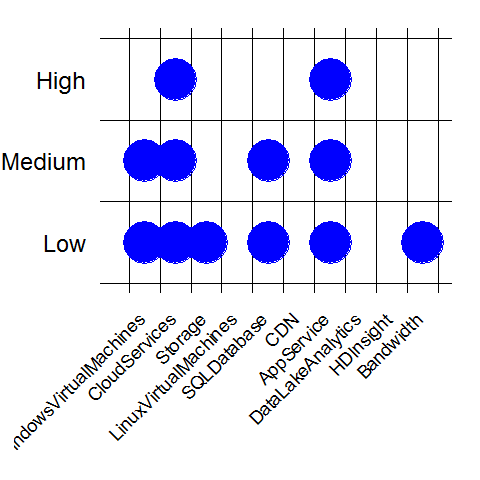 High
Medium
Low
ndowsVirtualMachines
CloudServices
Storage
LinuxVirtualMachines
SQLDatabase
CDN
AppService
DataLakeAnalytics
HDInsight
Bandwidth